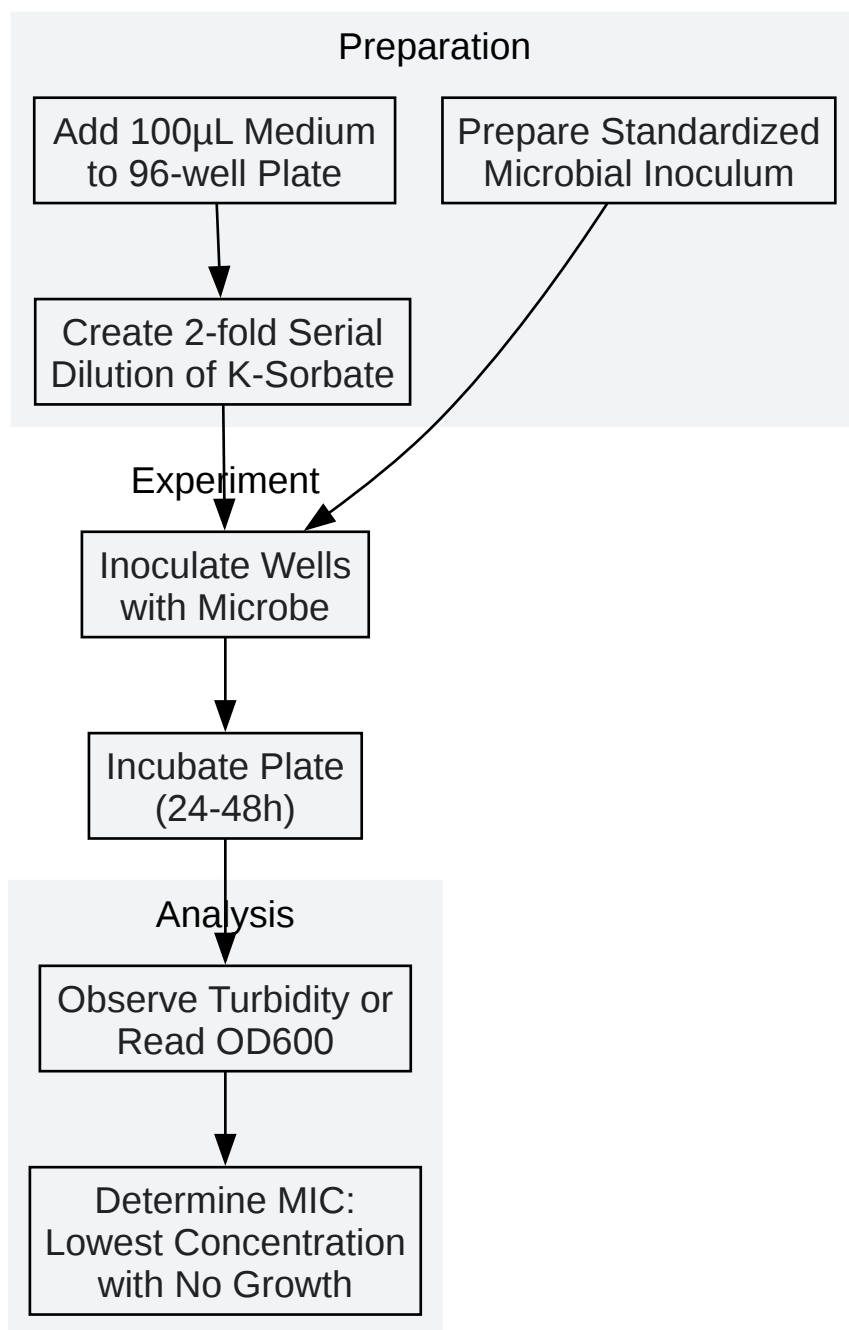 Preparation
Add 100µL Medium
to 96-well Plate
Prepare Standardized
Microbial Inoculum
Create 2-fold Serial
Dilution of K-Sorbate
Experiment
Inoculate Wells
with Microbe
Incubate Plate
(24-48h)
Analysis
Observe Turbidity or
Read OD600
Determine MIC:
Lowest Concentration
with No Growth